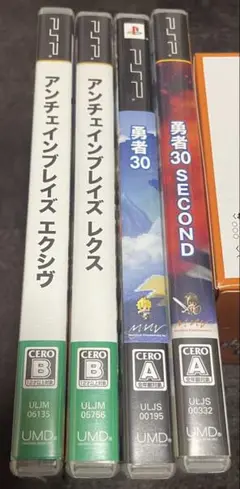 PSP
アンチェインブレイズ エクシヴ
CERO
B
ULJM
06135
UMD
PSP
アンチェインブレイズ レクス
CERO
B
ULJM
05766
UMD
PSP
勇者30
CERO
A
ULJS
00195
UMD
PSP
勇者30 SECOND
CERO
A
ULJS
00332
UMD